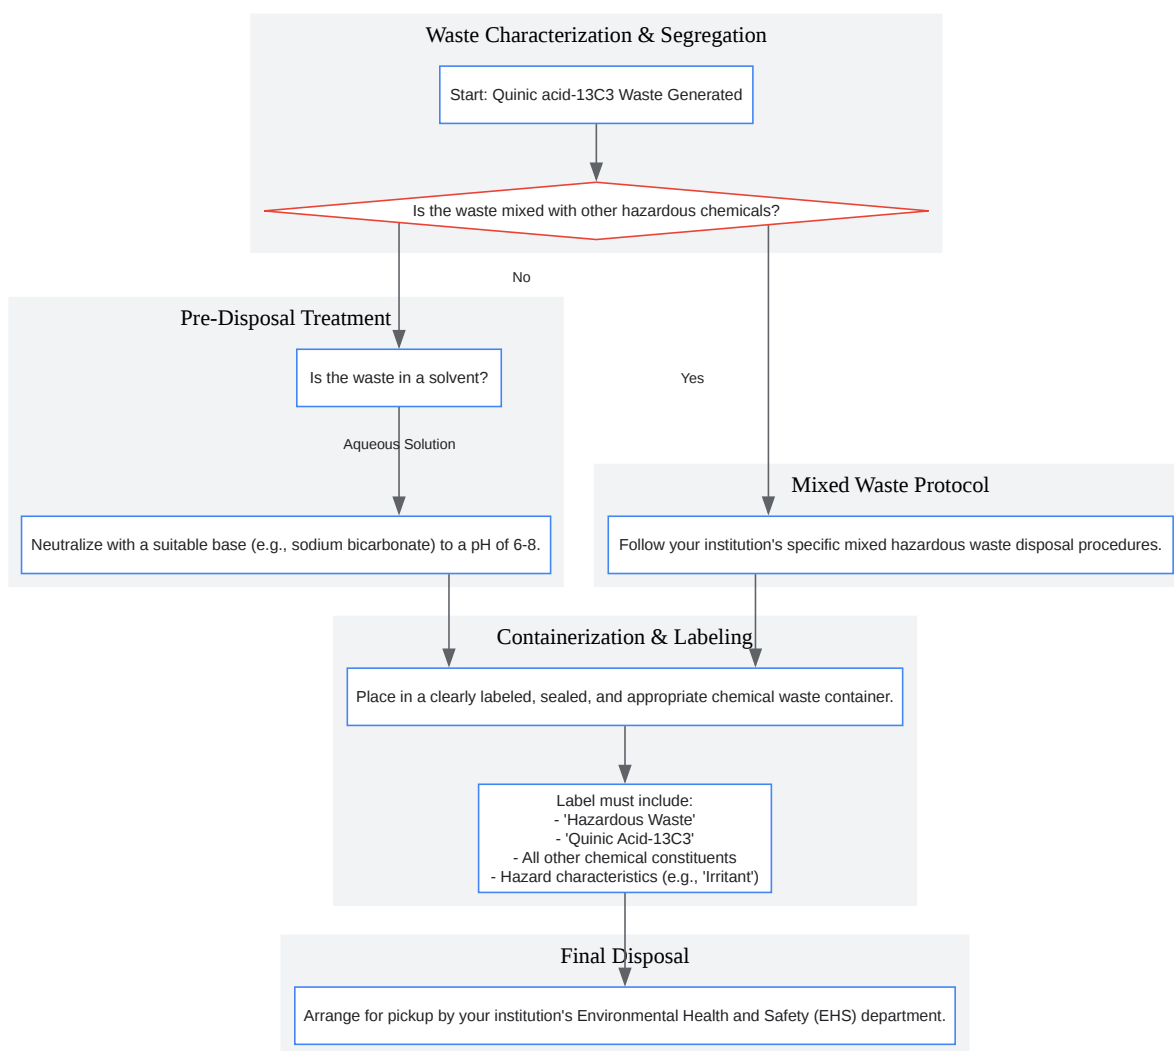 Waste Characterization & Segregation
Start: Quinic acid-13C3 Waste Generated
Is the waste mixed with other hazardous chemicals?
No
Pre-Disposal Treatment
Is the waste in a solvent?
Yes
Aqueous Solution
Mixed Waste Protocol
Neutralize with a suitable base (e.g., sodium bicarbonate) to a pH of 6-8.
Follow your institution's specific mixed hazardous waste disposal procedures.
Containerization & Labeling
Place in a clearly labeled, sealed, and appropriate chemical waste container.
Label must include:
- 'Hazardous Waste'
- 'Quinic Acid-13C3'
- All other chemical constituents
- Hazard characteristics (e.g., 'Irritant')
Final Disposal
Arrange for pickup by your institution's Environmental Health and Safety (EHS) department.